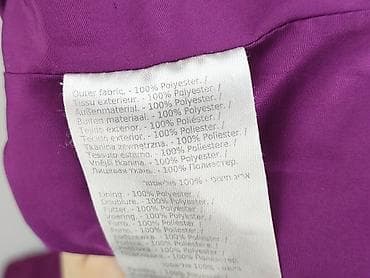 Outer fabric. - 100% Polyester. /
Tissu extérieur. - 100% Polyester. /
Außenmaterial. - 100% Polyester. /
Buiten materiaal. - 100% Polyester. /
Tejido exterior. - 100% Poliéster. /
Tecido exterior. - 100% Poliéster. /
Tkanina zewnętrzna. - 100% Poliester. /
Tessuto esterno. - 100% Poliestere. /
Vnější tkanina. - 100% Polyester. /
Лицевая ткань. - 100% Полиэстер. /
Lining. - 100% Polyester. /
Doublure. - 100% Polyester. /
Futter. - 100% Polyester. /
Voering. - 100% Polyester. /
Forro. - 100% Poliéster. /
Forro. - 100% Poliéster. /
- 100% Poliester. /